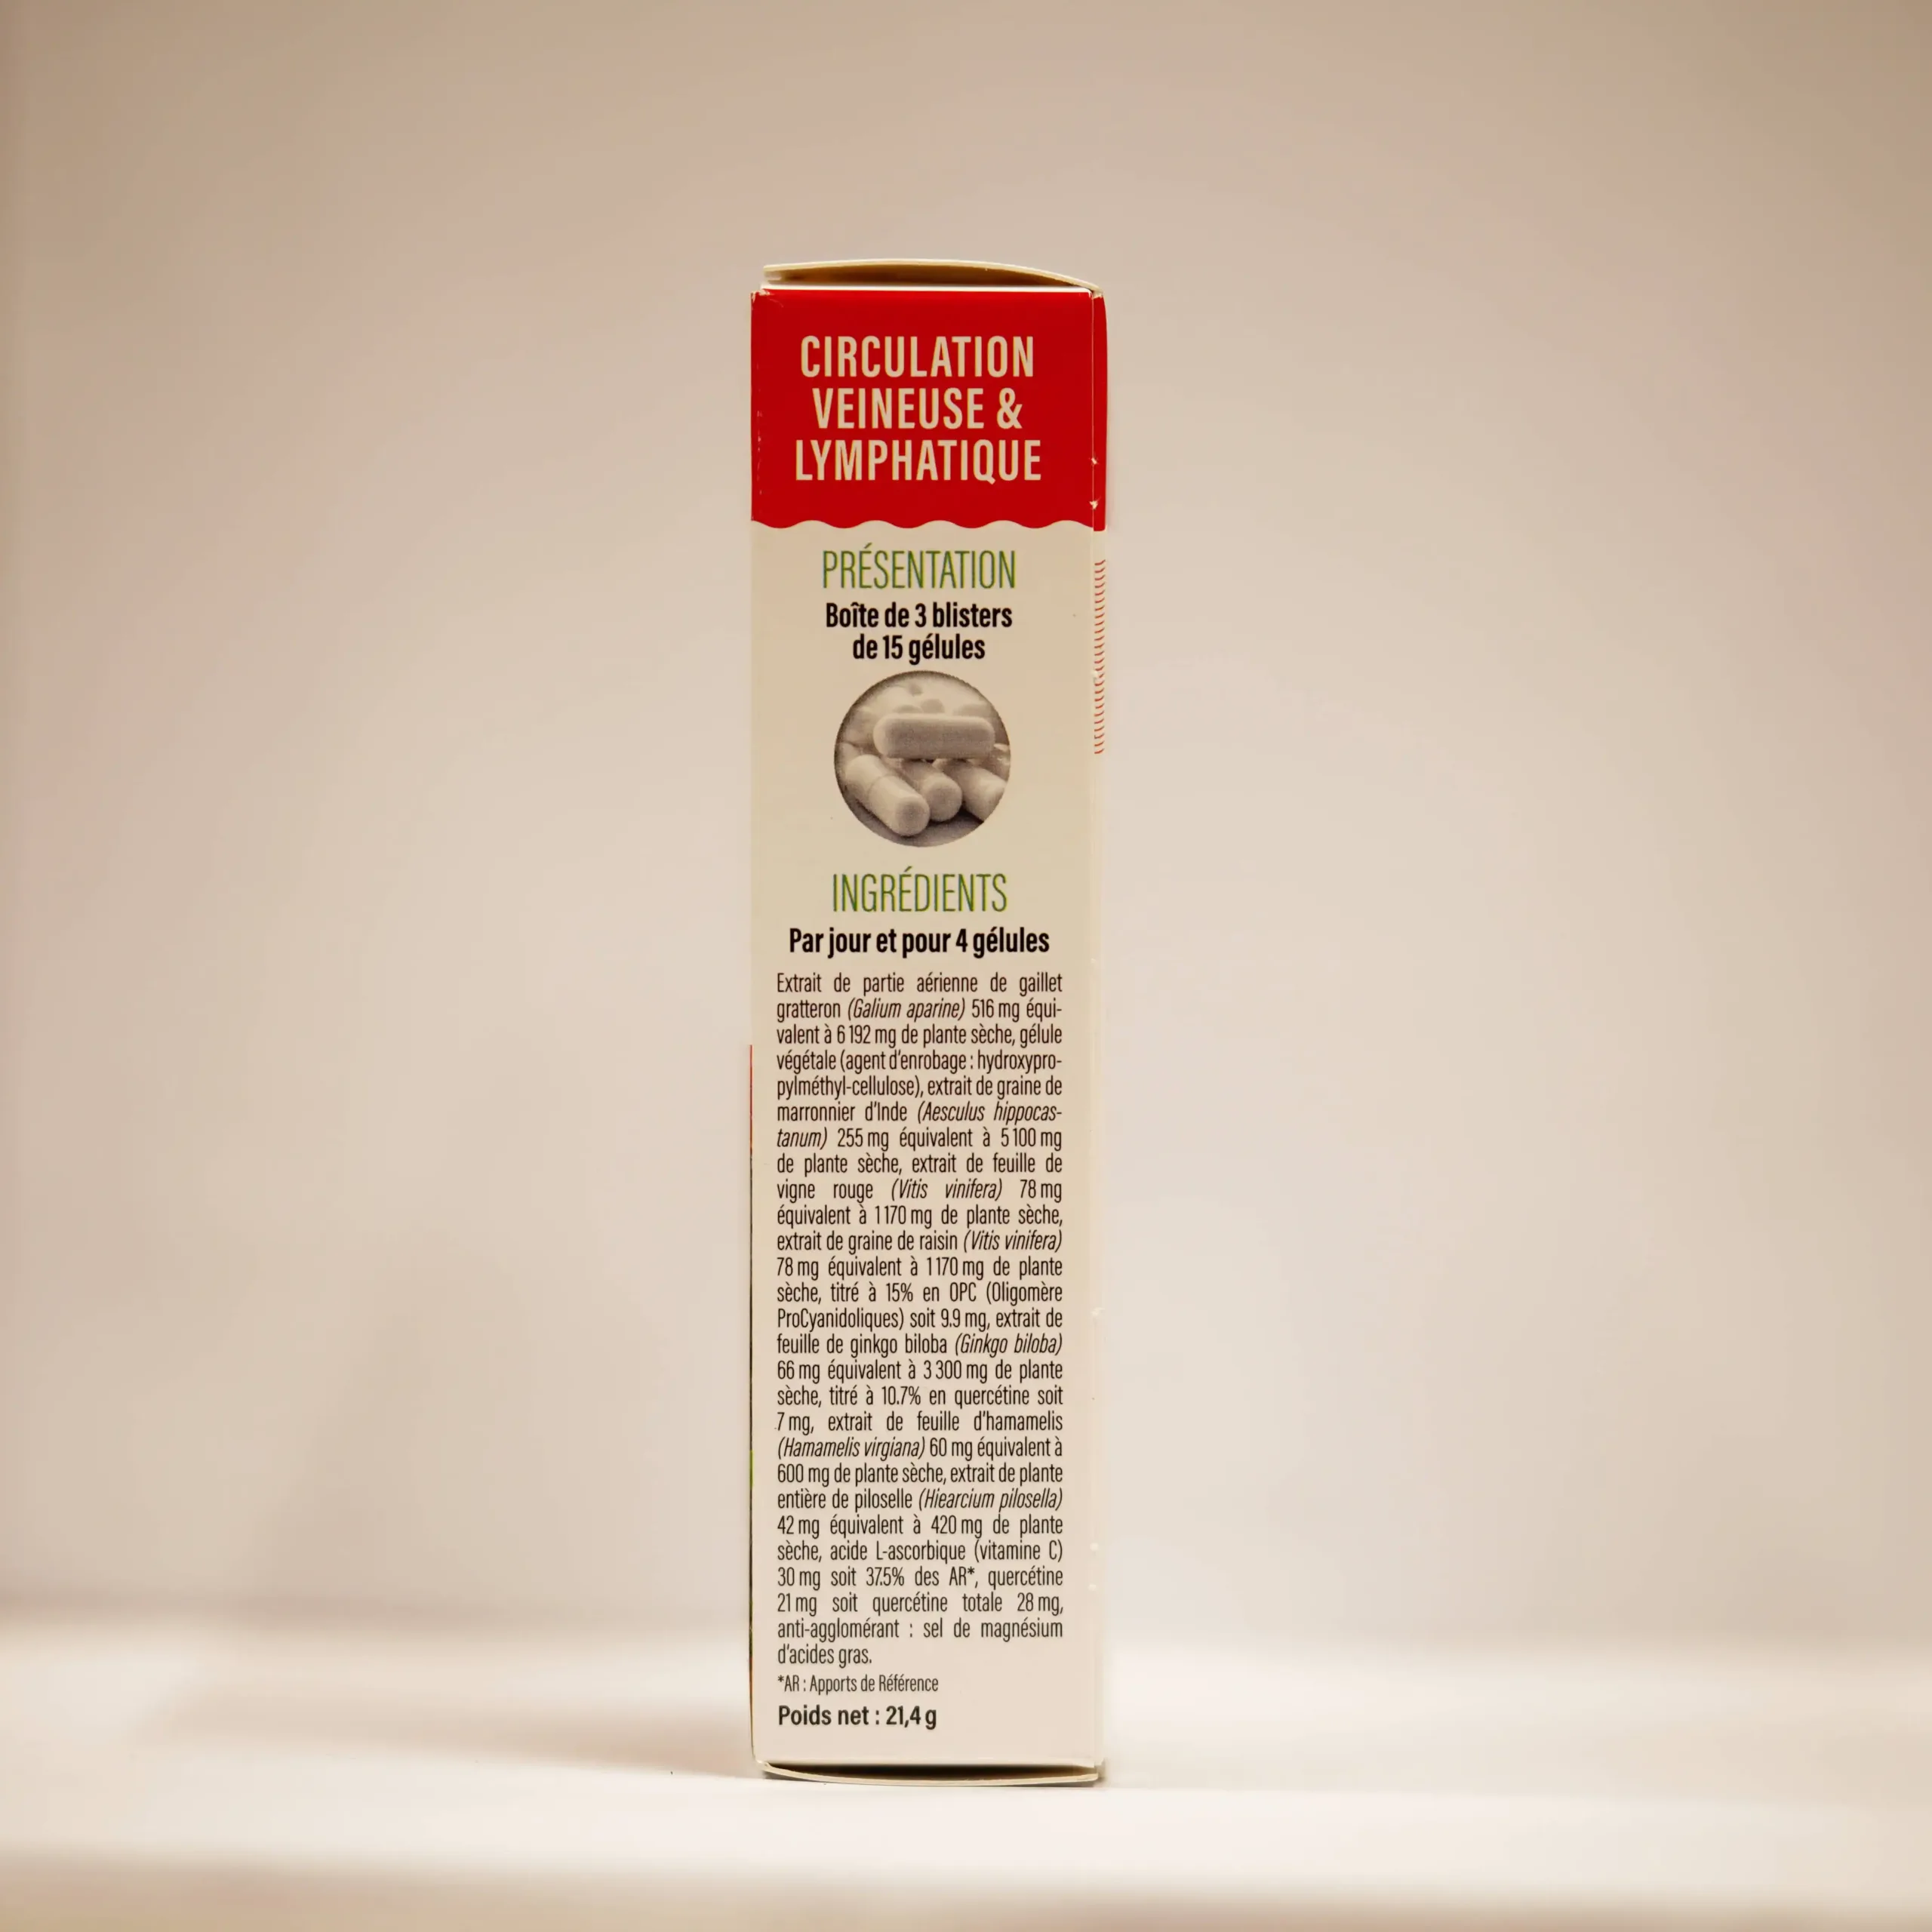 CIRCULATION
VEINEUSE &
LYMPHATIQUE
PRÉSENTATION
Boîte de 3 blisters
de 15 gélules
INGRÉDIENTS
Par jour et pour 4 gélules
Extrait de partie aérienne de gaillet
gratteron (Galium aparine) 516 mg équi-
valent à 6 192 mg de plante sèche, gélule
végétale (agent d'enrobage : hydroxypro-
pylméthyl-cellulose), extrait de graine de
marronnier d'Inde (Aesculus hippocas-
tanum) 255 mg équivalent à 5 100 mg
de plante sèche, extrait de feuille de
vigne rouge (Vitis vinifera) 78 mg
équivalent à 1 170 mg de plante sèche,
extrait de graine de raisin (Vitis vinifera)
78 mg équivalent à 1 170 mg de plante
sèche, titré à 15% en OPC (Oligomère
ProCyanidoliques) soit 9.9 mg, extrait de
feuille de ginkgo biloba (Ginkgo biloba)
66 mg équivalent à 3 300 mg de plante
sèche, titré à 10.7% en quercétine soit
7 mg, extrait de feuille d'hamamelis
(Hamamelis virgiana) 60 mg équivalent à
600 mg de plante sèche, extrait de plante
entière de piloselle (Hiearcium pilosella)
42 mg équivalent à 420 mg de plante
sèche, acide L-ascorbique (vitamine C)
30 mg soit 37.5% des AR*, quercétine
21 mg soit quercétine totale 28 mg,
anti-agglomérant : sel de magnésium
d'acides gras.
*AR : Apports de Référence
Poids net : 21,4 g